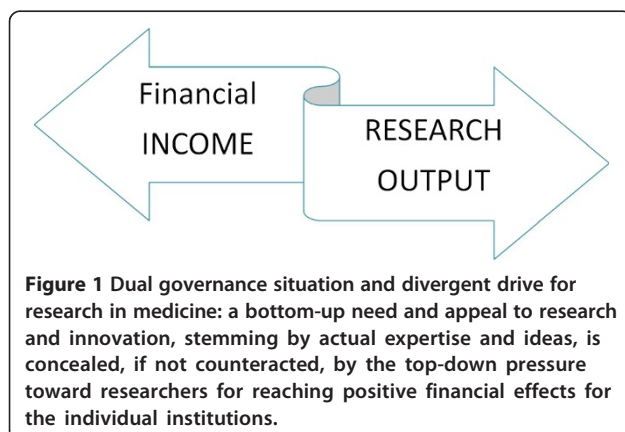 Financial
INCOME
RESEARCH
OUTPUT
Figure 1 Dual governance situation and divergent drive for
research in medicine: a bottom-up need and appeal to research
and innovation, stemming by actual expertise and ideas, is
concealed, if not counteracted, by the top-down pressure
toward researchers for reaching positive financial effects for
the individual institutions.